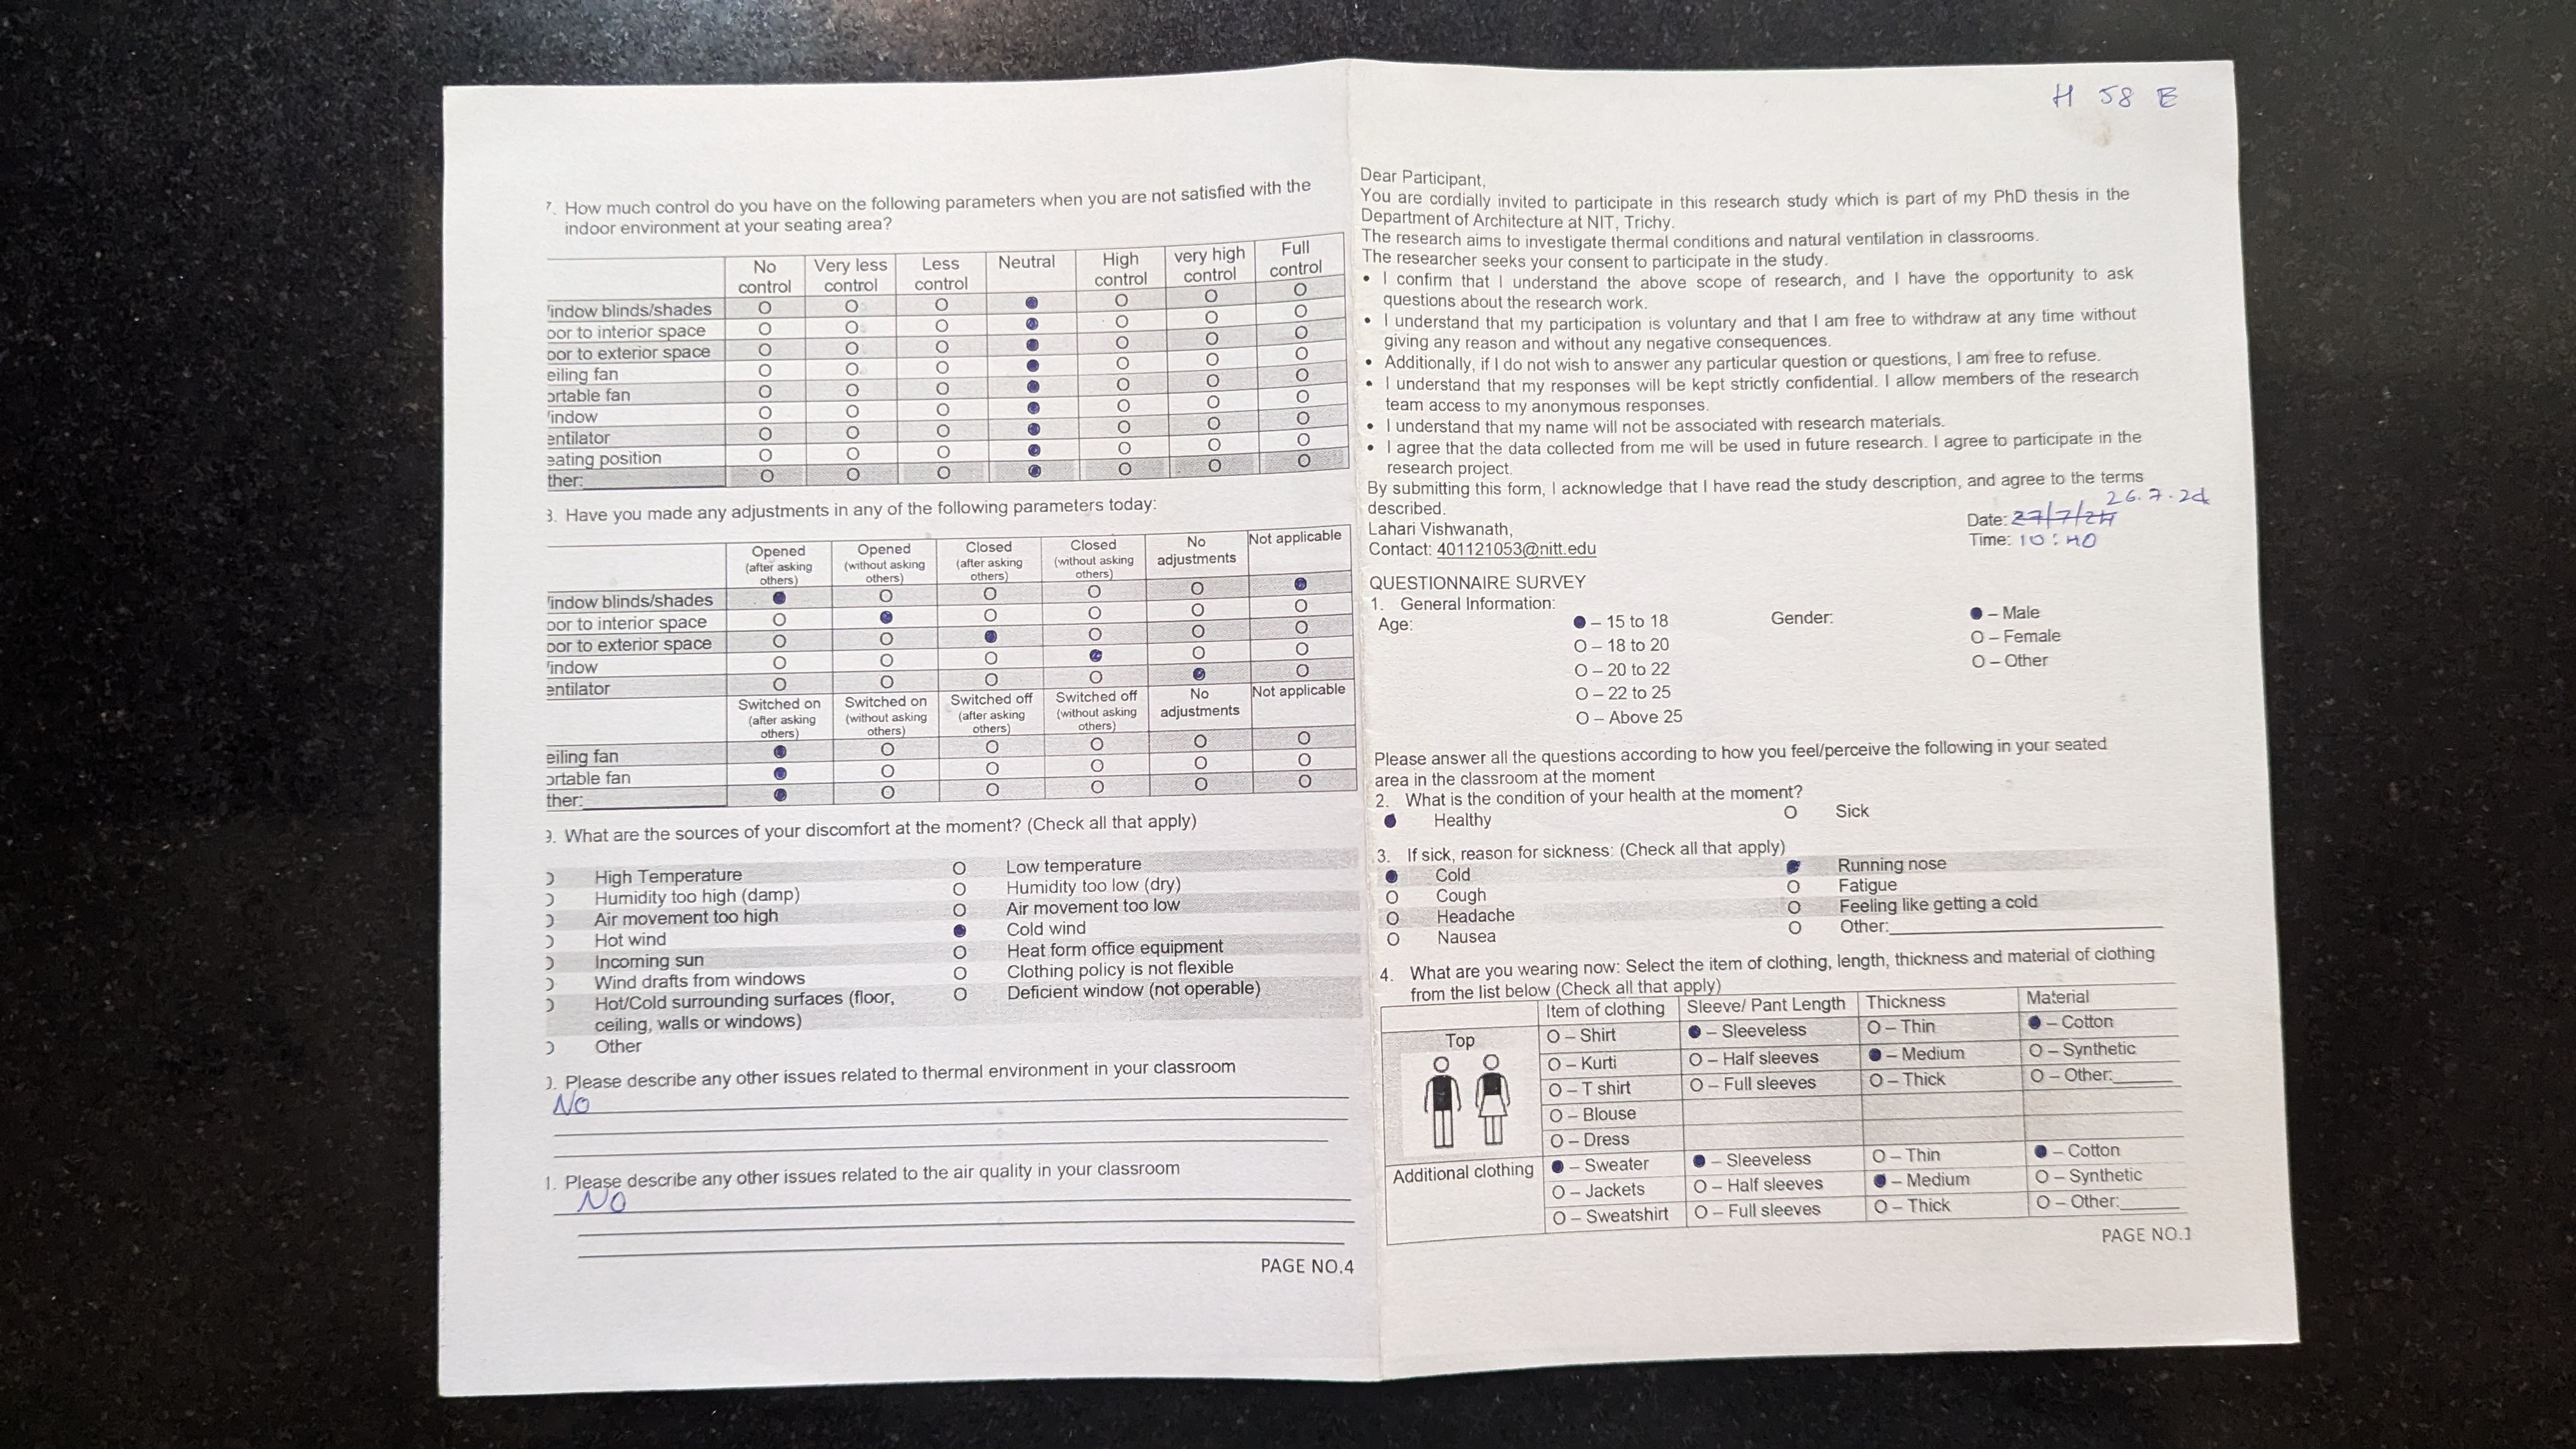 7. How much control do you have on the following parameters when you are not satisfied with the
indoor environment at your seating area?
No control Very less control Less control Neutral High control very high control Full control
indow blinds/shades O O O ● O O O
oor to interior space O O O ● O O O
oor to exterior space O O O ● O O O
eiling fan O O O ● O O O
ortable fan O O O ● O O O
indow O O O ● O O O
entilator O O O ● O O O
eating position O O O ● O O O
ther: O O O ● O O O
3. Have you made any adjustments in any of the following parameters today:
Opened (after asking others) Opened (without asking others) Closed (after asking others) Closed (without asking others) No adjustments Not applicable
indow blinds/shades ● O O O O ●
oor to interior space O ● O O O O
oor to exterior space O O ● O O O
indow O O O ● O O
entilator O O O O ● O
Switched on (after asking others) Switched on (without asking others) Switched off (after asking others) Switched off (without asking others) No adjustments Not applicable
eiling fan ● O O O O O
ortable fan ● O O O O O
ther: ● O O O O O
9. What are the sources of your discomfort at the moment? (Check all that apply)
) High Temperature O Low temperature
) Humidity too high (damp) O Humidity too low (dry)
) Air movement too high O Air movement too low
) Hot wind ● Cold wind
) Incoming sun O Heat form office equipment
) Wind drafts from windows O Clothing policy is not flexible
) Hot/Cold surrounding surfaces (floor, O Deficient window (not operable)
ceiling, walls or windows)
) Other
). Please describe any other issues related to thermal environment in your classroom
No
1. Please describe any other issues related to the air quality in your classroom
NO
PAGE NO.4
H 58 E
Dear Participant,
You are cordially invited to participate in this research study which is part of my PhD thesis in the
Department of Architecture at NIT, Trichy.
The research aims to investigate thermal conditions and natural ventilation in classrooms.
The researcher seeks your consent to participate in the study.
• I confirm that I understand the above scope of research, and I have the opportunity to ask
questions about the research work.
• I understand that my participation is voluntary and that I am free to withdraw at any time without
giving any reason and without any negative consequences.
• Additionally, if I do not wish to answer any particular question or questions, I am free to refuse.
• I understand that my responses will be kept strictly confidential. I allow members of the research
team access to my anonymous responses.
• I understand that my name will not be associated with research materials.
• I agree that the data collected from me will be used in future research. I agree to participate in the
research project.
By submitting this form, I acknowledge that I have read the study description, and agree to the terms
described.
26.7.24
Lahari Vishwanath, Date: 27/7/24
Contact: 401121053@nitt.edu Time: 10:40
QUESTIONNAIRE SURVEY
1. General Information:
Age: ● – 15 to 18 Gender: ● – Male
O – 18 to 20 O – Female
O – 20 to 22 O – Other
O – 22 to 25
O – Above 25
Please answer all the questions according to how you feel/perceive the following in your seated
area in the classroom at the moment
2. What is the condition of your health at the moment?
● Healthy O Sick
3. If sick, reason for sickness: (Check all that apply)
● Cold ● Running nose
O Cough O Fatigue
O Headache O Feeling like getting a cold
O Nausea O Other:
4. What are you wearing now: Select the item of clothing, length, thickness and material of clothing
from the list below (Check all that apply)
Item of clothing Sleeve/ Pant Length Thickness Material
Top O – Shirt ● – Sleeveless O – Thin ● – Cotton
O – Kurti O – Half sleeves ● – Medium O – Synthetic
O – T shirt O – Full sleeves O – Thick O – Other:
O – Blouse
O – Dress
Additional clothing ● – Sweater ● – Sleeveless O – Thin ● – Cotton
O – Jackets O – Half sleeves ● – Medium O – Synthetic
O – Sweatshirt O – Full sleeves O – Thick O – Other:
PAGE NO.1